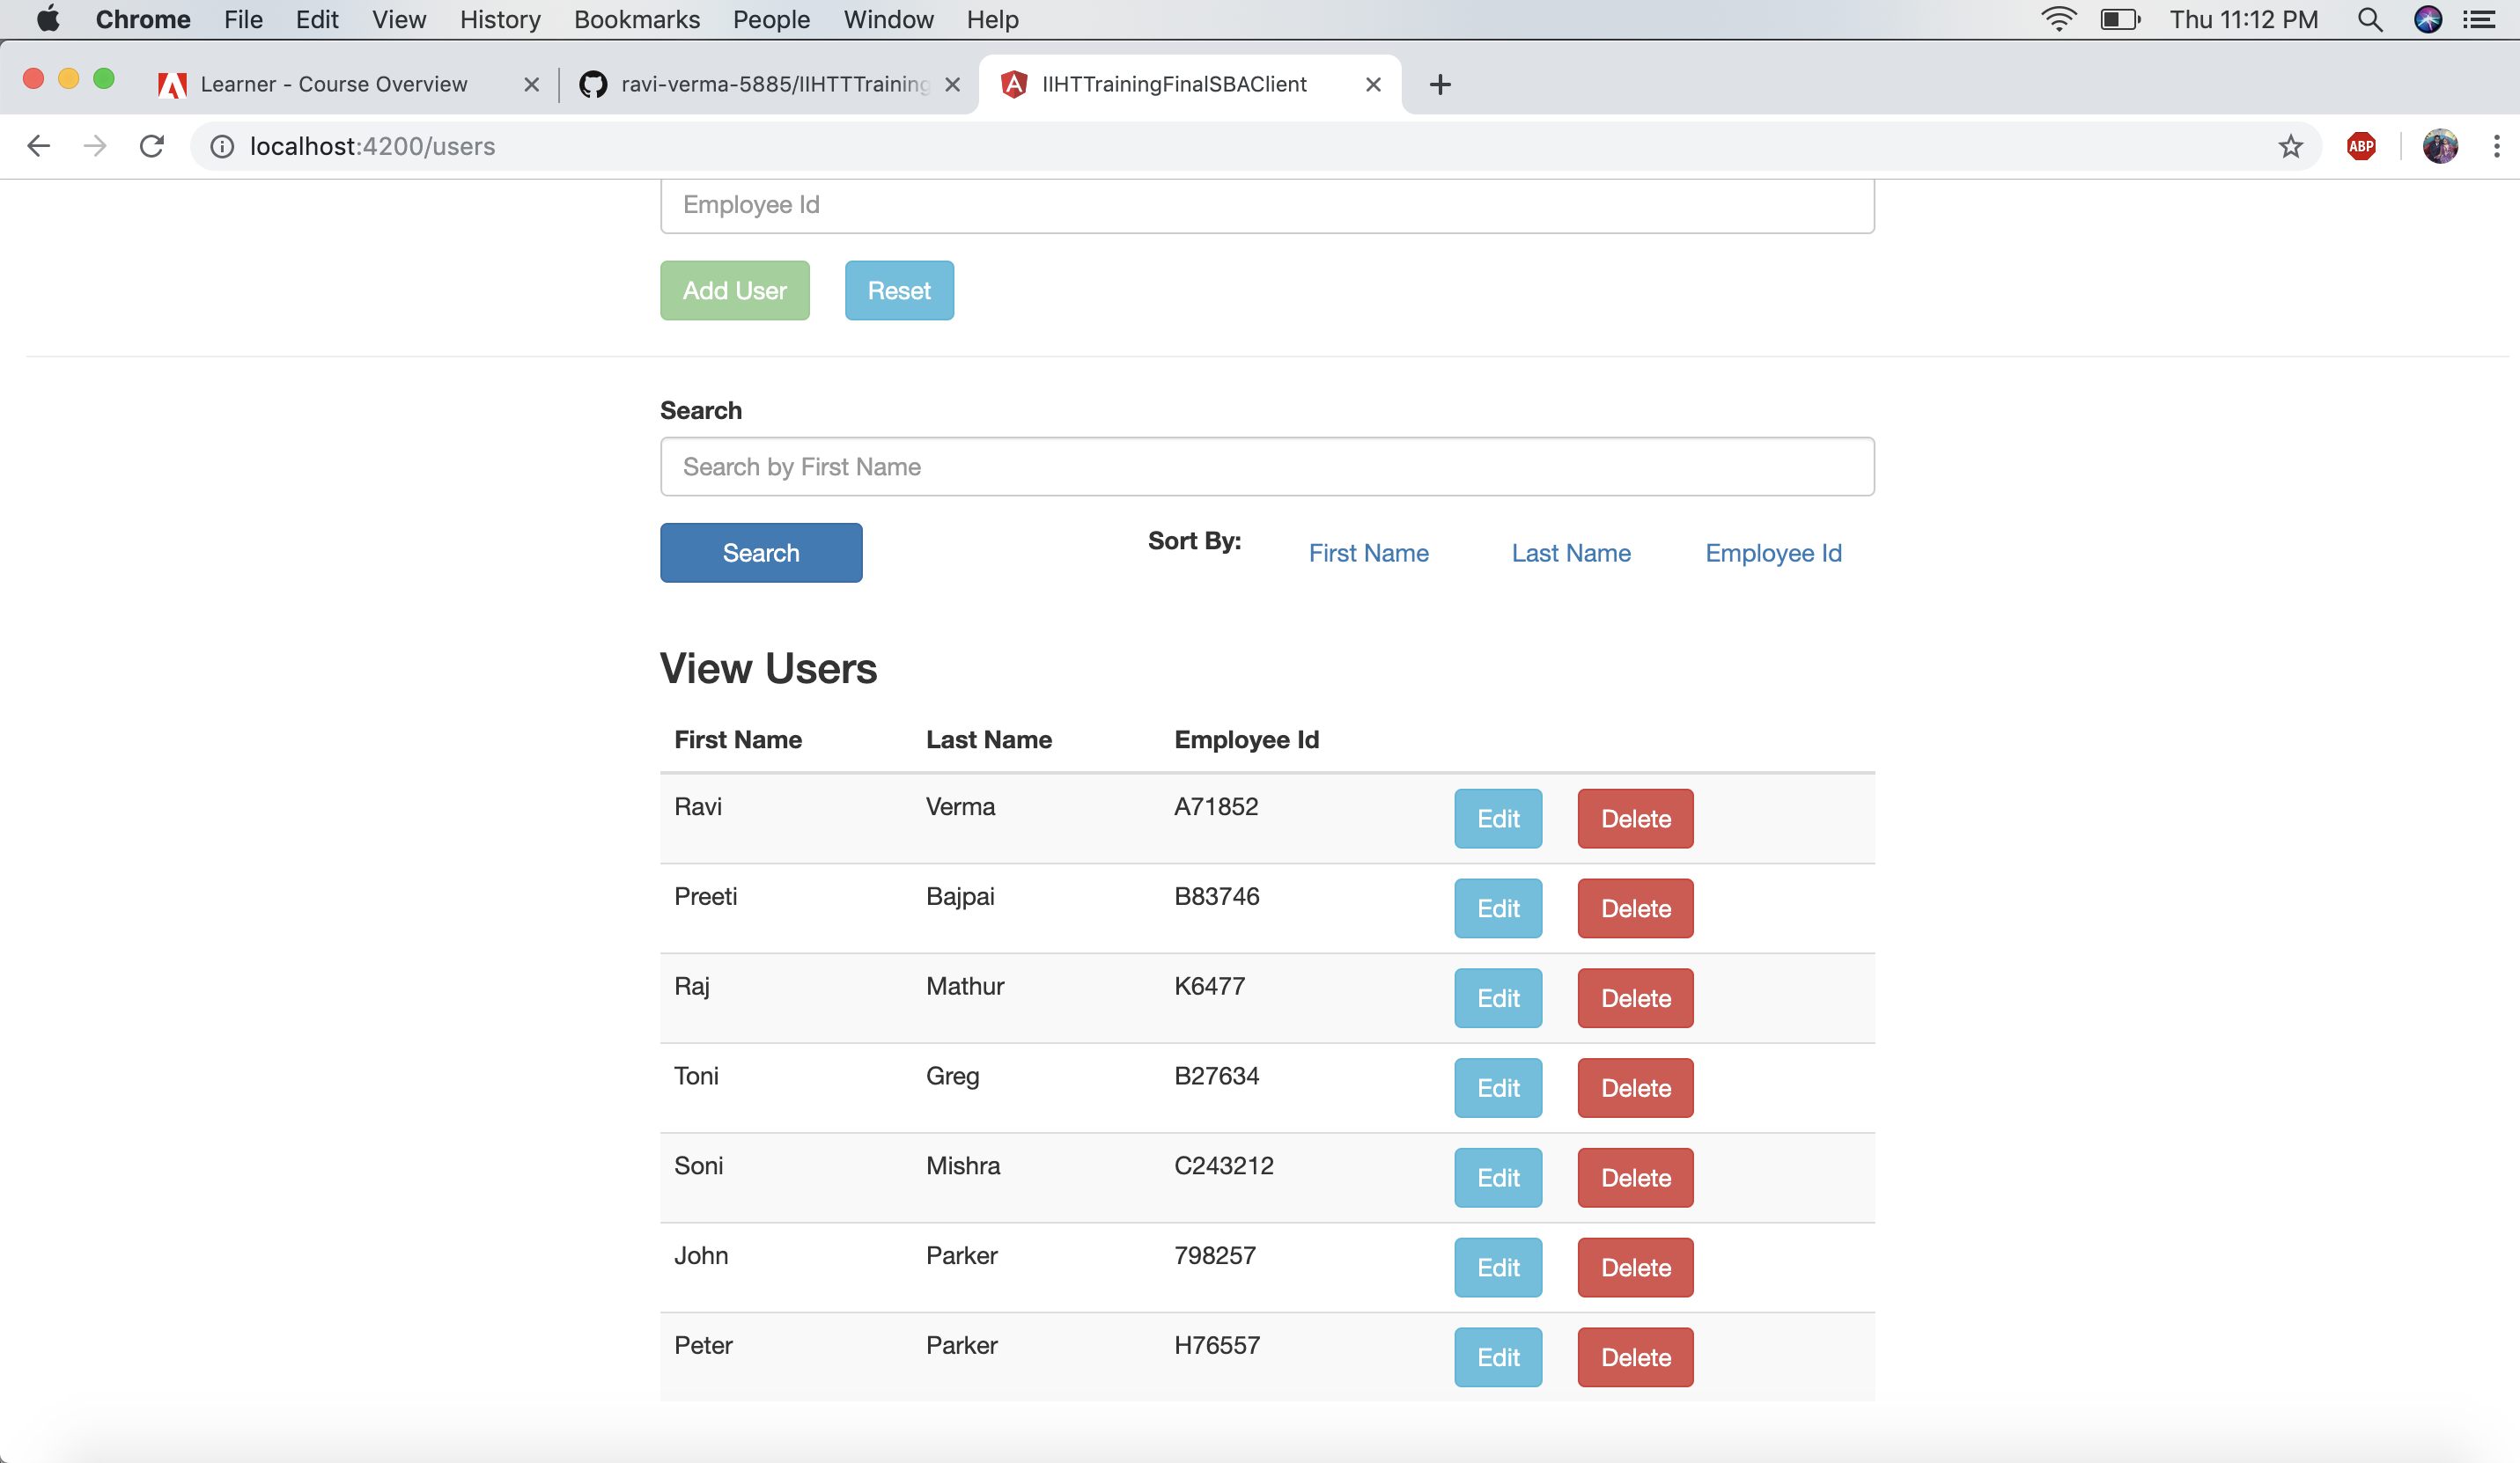 Chrome File Edit View History Bookmarks People Window Help Thu 11:12 PM
Learner - Course Overview ravi-verma-5885/IIHTTTraining IIHTTrainingFinalSBAClient
localhost:4200/users ABP
Employee Id
Add User Reset
Search
Search by First Name
Search Sort By: First Name Last Name Employee Id
View Users
First Name Last Name Employee Id
Ravi Verma A71852 Edit Delete
Preeti Bajpai B83746 Edit Delete
Raj Mathur K6477 Edit Delete
Toni Greg B27634 Edit Delete
Soni Mishra C243212 Edit Delete
John Parker 798257 Edit Delete
Peter Parker H76557 Edit Delete